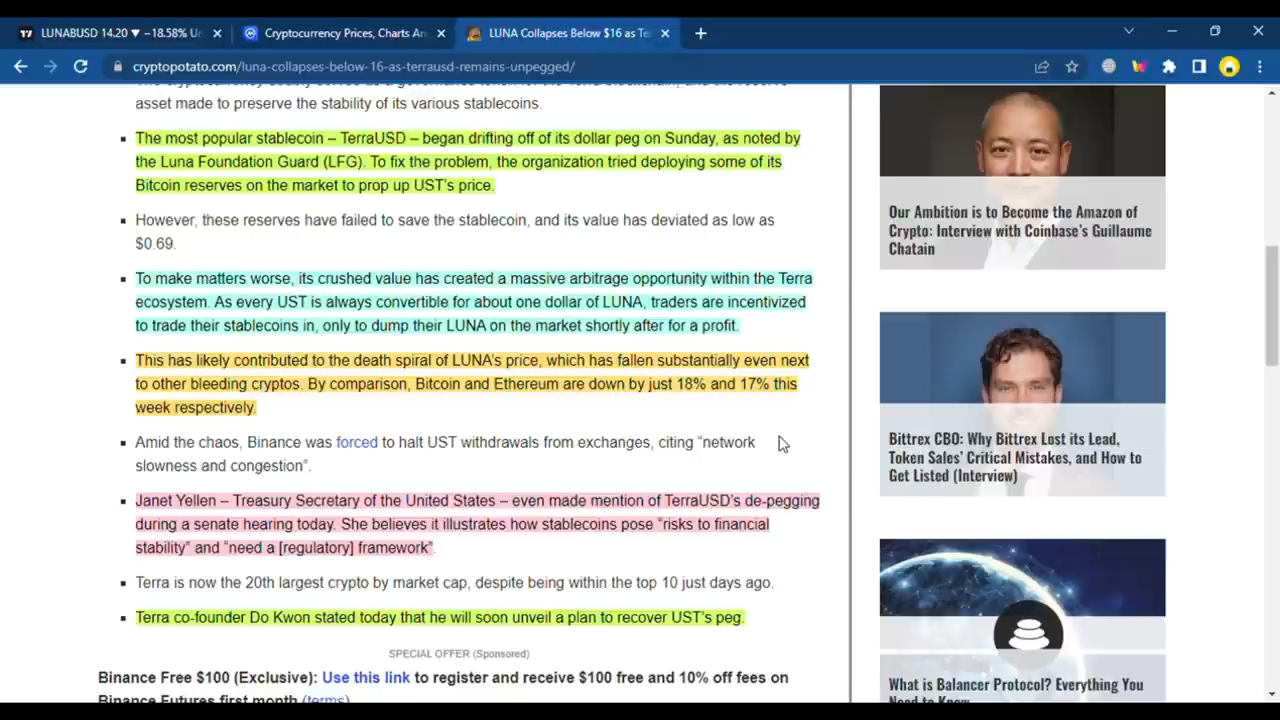 LUNABUSD 14.20 ▼ −18.58% Un
Cryptocurrency Prices, Charts An
LUNA Collapses Below $16 as Te
cryptopotato.com/luna-collapses-below-16-as-terrausd-remains-unpegged/
asset made to preserve the stability of its various stablecoins.
The most popular stablecoin – TerraUSD – began drifting off of its dollar peg on Sunday, as noted by
the Luna Foundation Guard (LFG). To fix the problem, the organization tried deploying some of its
Bitcoin reserves on the market to prop up UST's price.
However, these reserves have failed to save the stablecoin, and its value has deviated as low as
$0.69.
To make matters worse, its crushed value has created a massive arbitrage opportunity within the Terra
ecosystem. As every UST is always convertible for about one dollar of LUNA, traders are incentivized
to trade their stablecoins in, only to dump their LUNA on the market shortly after for a profit.
This has likely contributed to the death spiral of LUNA's price, which has fallen substantially even next
to other bleeding cryptos. By comparison, Bitcoin and Ethereum are down by just 18% and 17% this
week respectively.
Amid the chaos, Binance was forced to halt UST withdrawals from exchanges, citing "network
slowness and congestion".
Janet Yellen – Treasury Secretary of the United States – even made mention of TerraUSD's de-pegging
during a senate hearing today. She believes it illustrates how stablecoins pose "risks to financial
stability" and "need a [regulatory] framework".
Terra is now the 20th largest crypto by market cap, despite being within the top 10 just days ago.
Terra co-founder Do Kwon stated today that he will soon unveil a plan to recover UST's peg.
SPECIAL OFFER (Sponsored)
Binance Free $100 (Exclusive): Use this link to register and receive $100 free and 10% off fees on
Binance Futures first month (terms)
Our Ambition is to Become the Amazon of
Crypto: Interview with Coinbase's Guillaume
Chatain
Bittrex CBO: Why Bittrex Lost its Lead,
Token Sales' Critical Mistakes, and How to
Get Listed (Interview)
What is Balancer Protocol? Everything You
Need to Know